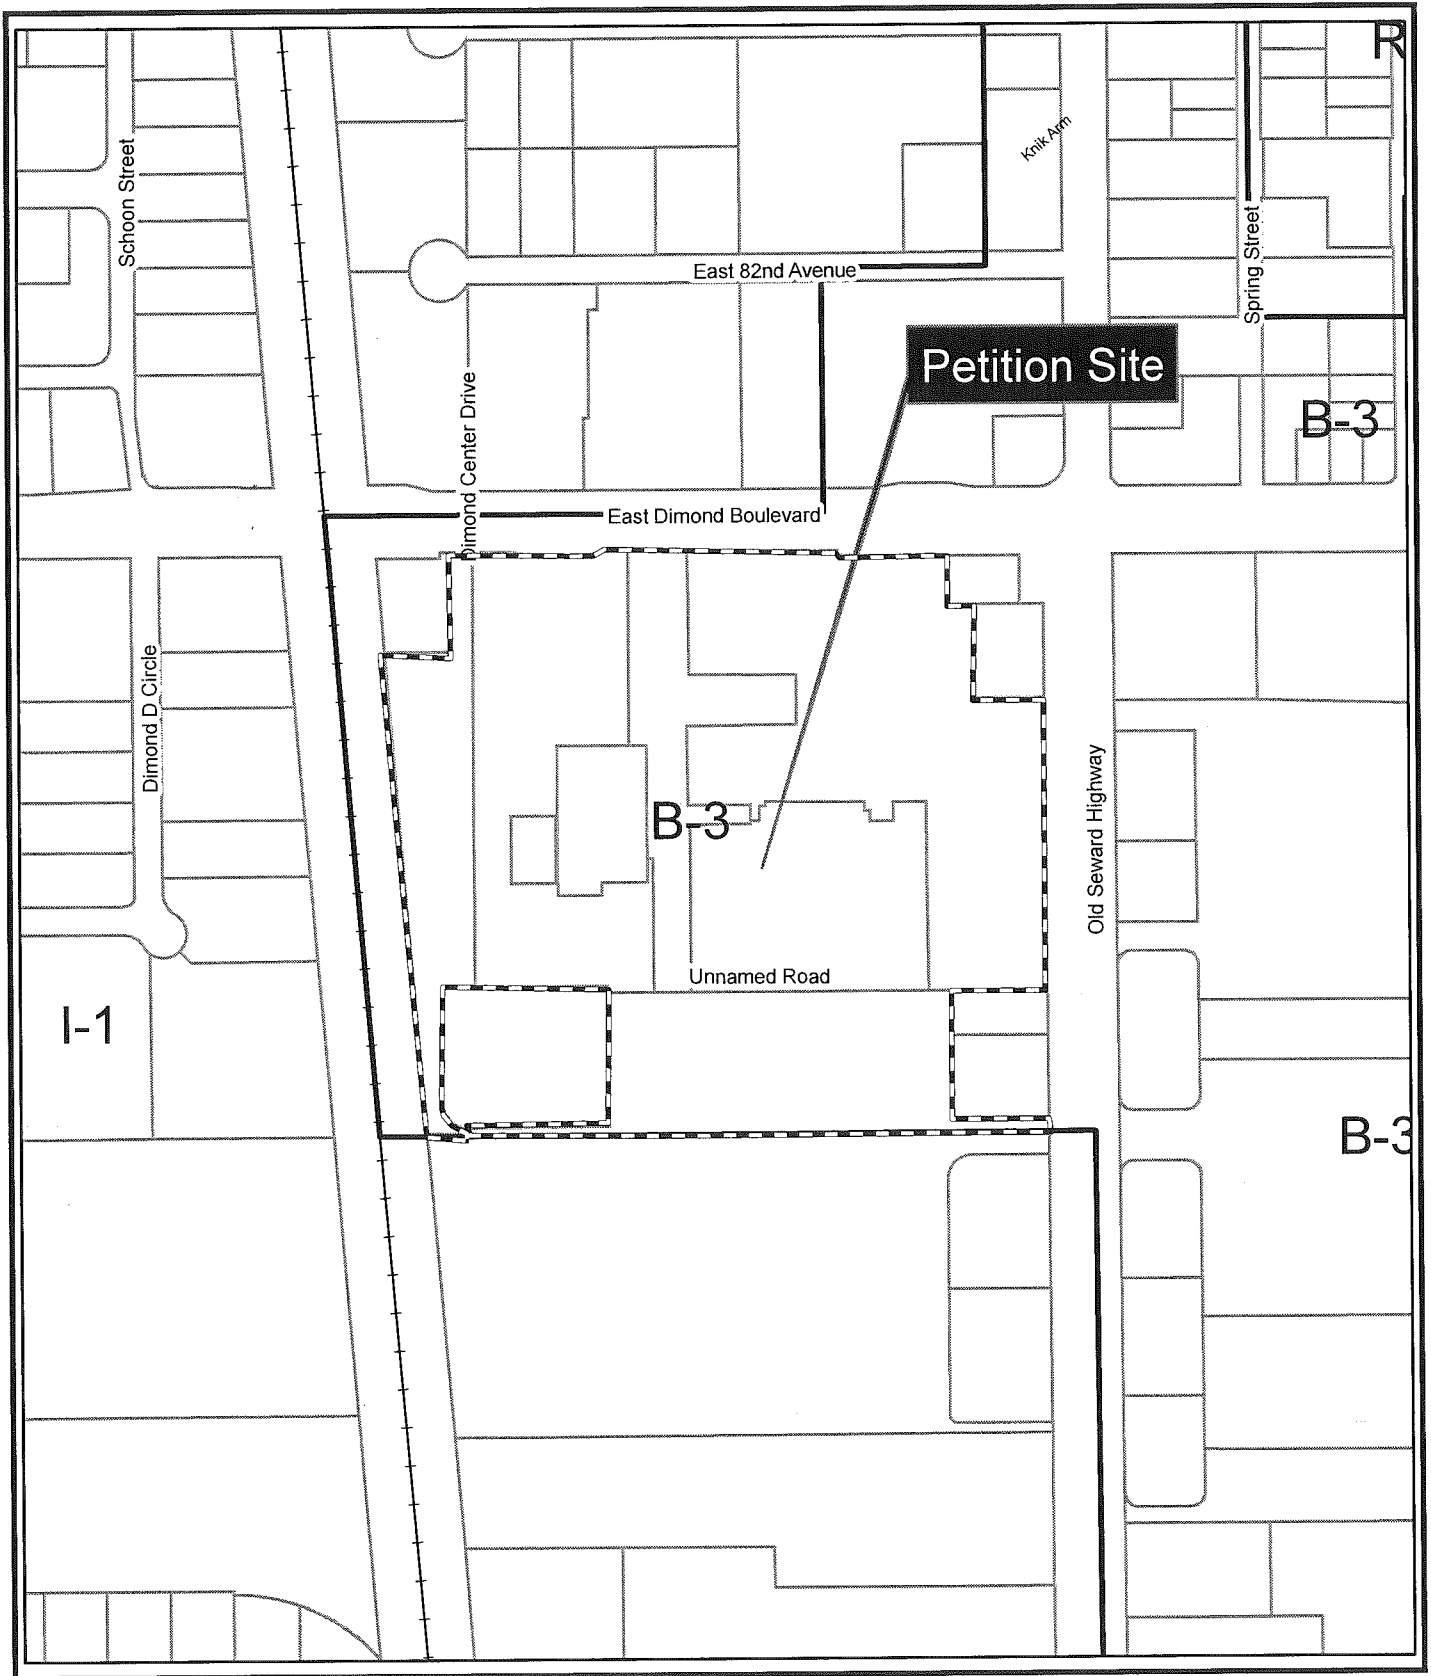 R
Knik Arm
Schoon Street
Spring Street
East 82nd Avenue
Petition Site
Dimond Center Drive
B-3
East Dimond Boulevard
Dimond D Circle
Old Seward Highway
B-3
Unnamed Road
I-1
B-3